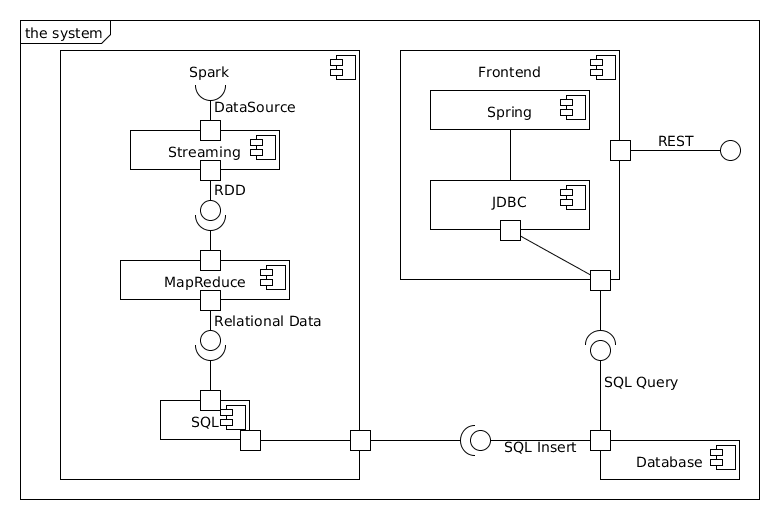 the system
Spark
DataSource
Streaming
RDD
MapReduce
Relational Data
SQL
Frontend
Spring
JDBC
REST
SQL Query
SQL Insert
Database